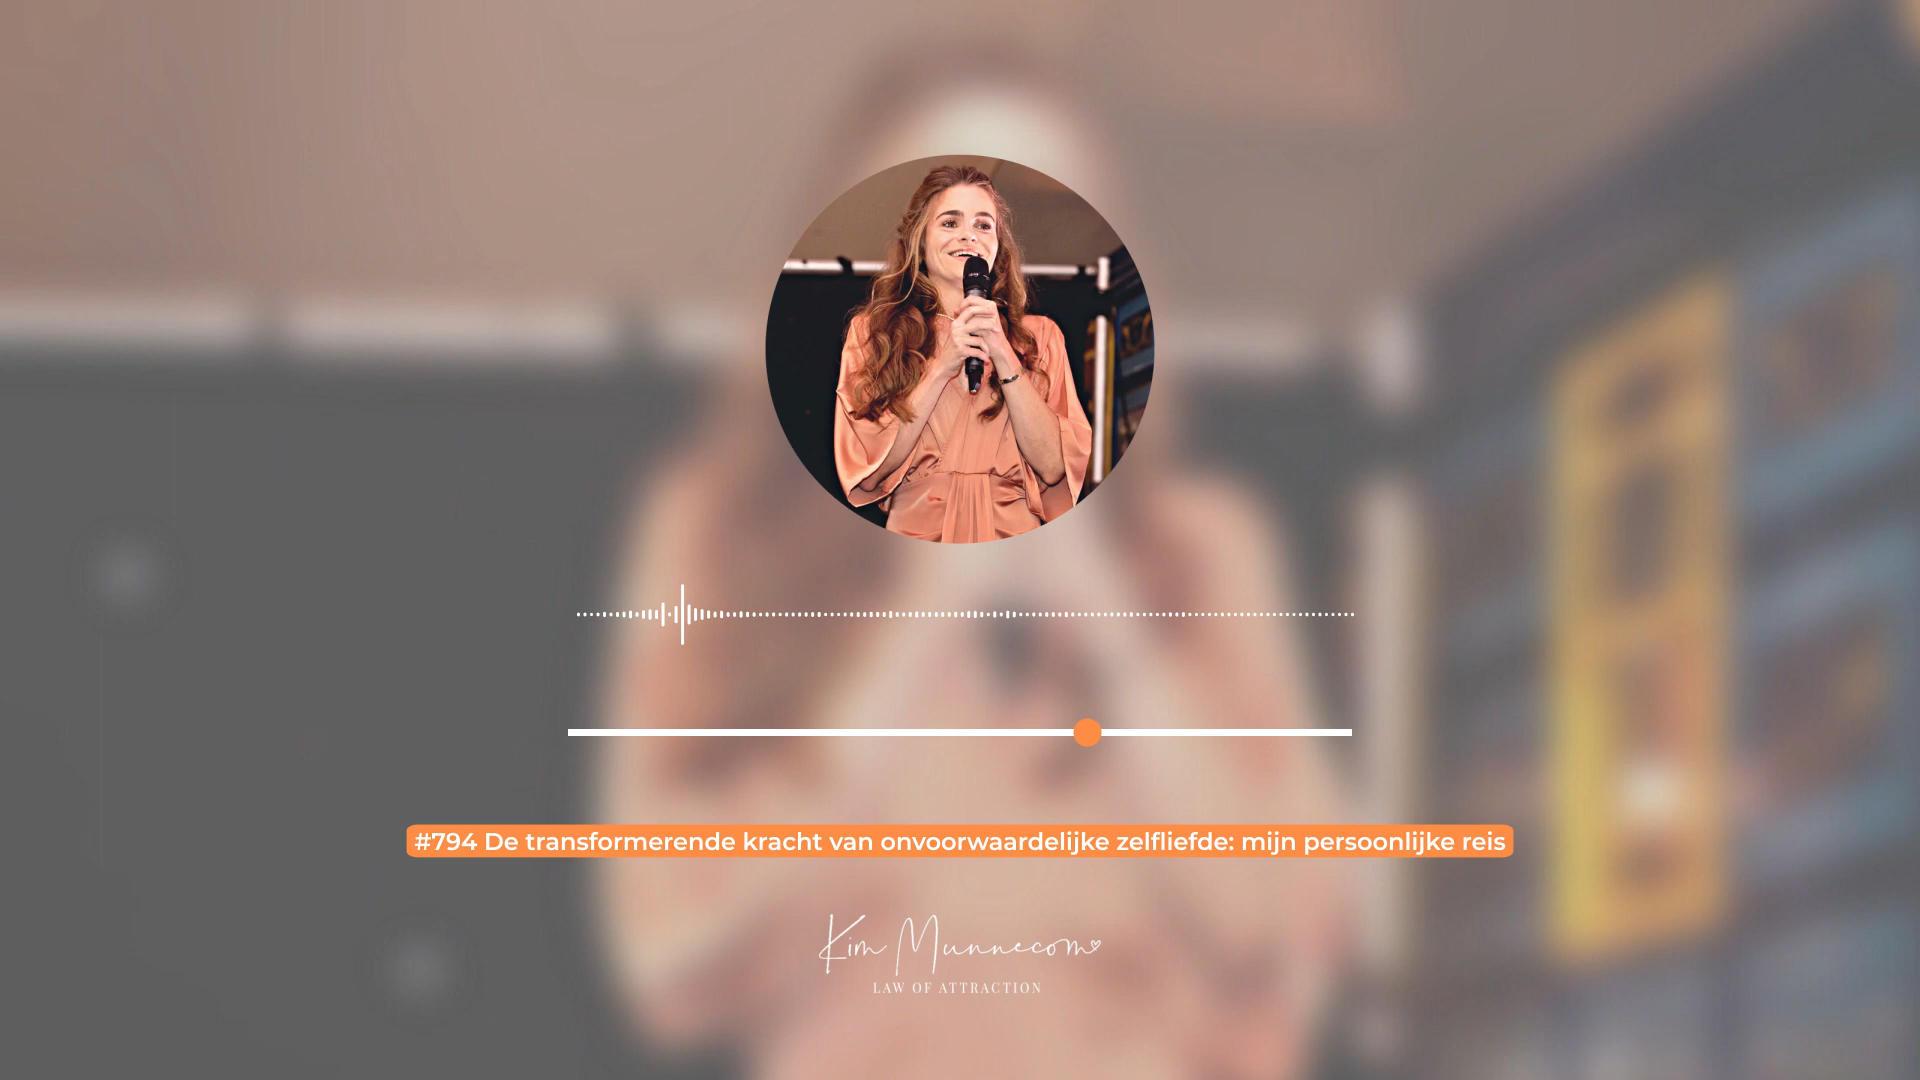 #794 De transformerende kracht van onvoorwaardelijke zelfliefde: mijn persoonlijke reis
Kim Munnecom
LAW OF ATTRACTION